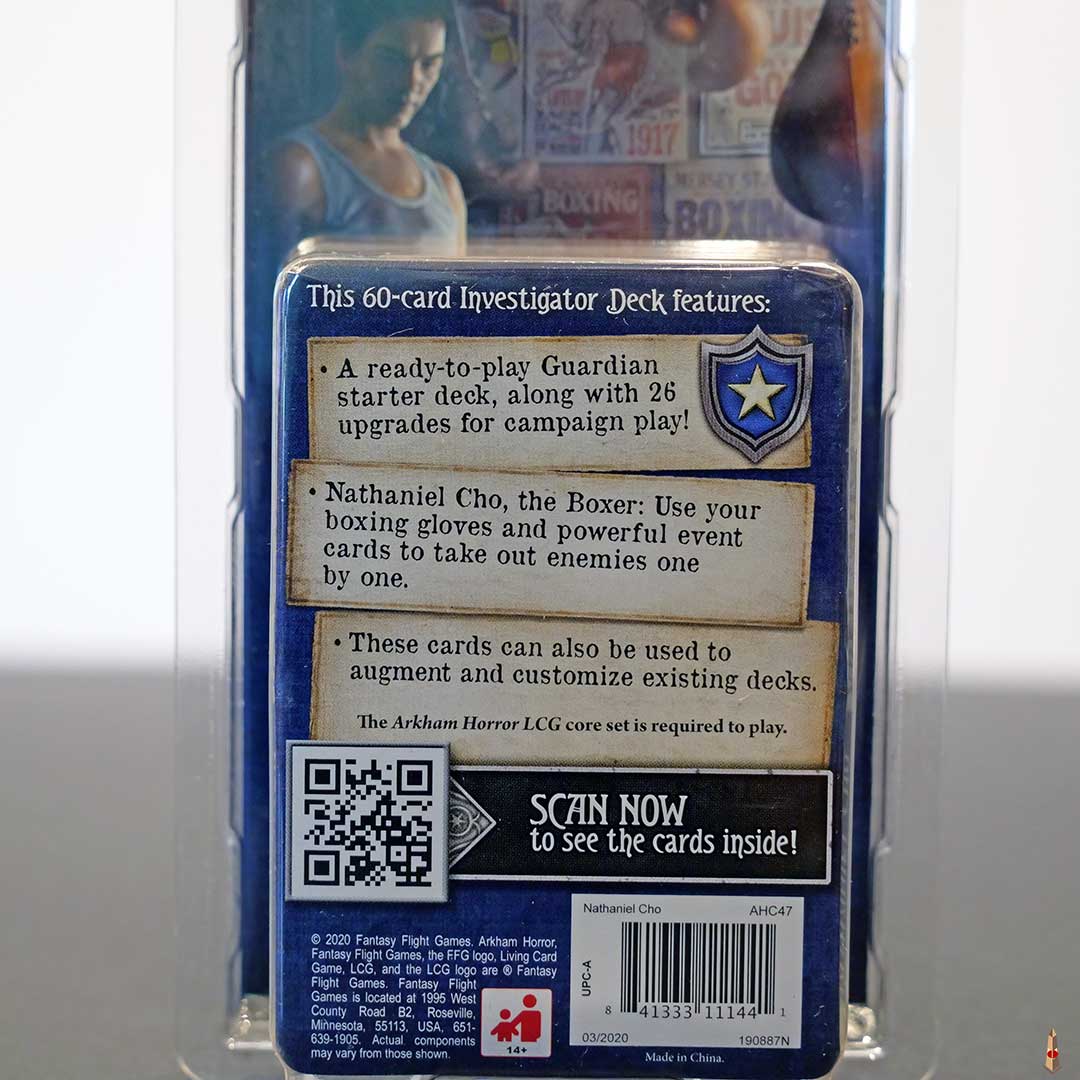 1917
BOXING
BOXIN
This 60-card Investigator Deck features:
• A ready-to-play Guardian
starter deck, along with 26
upgrades for campaign play!
• Nathaniel Cho, the Boxer: Use your
boxing gloves and powerful event
cards to take out enemies one
by one.
• These cards can also be used to
augment and customize existing decks.
The Arkham Horror LCG core set is required to play.
SCAN NOW
to see the cards inside!
Nathaniel Cho AHC47
UPC-A
8 41333 11144 1
03/2020 190887N
Made in China.
© 2020 Fantasy Flight Games. Arkham Horror,
Fantasy Flight Games, the FFG logo, Living Card
Game, LCG, and the LCG logo are ® Fantasy
Flight Games. Fantasy Flight
Games is located at 1995 West
County Road B2, Roseville,
Minnesota, 55113, USA, 651-
639-1905. Actual components
may vary from those shown.
14+